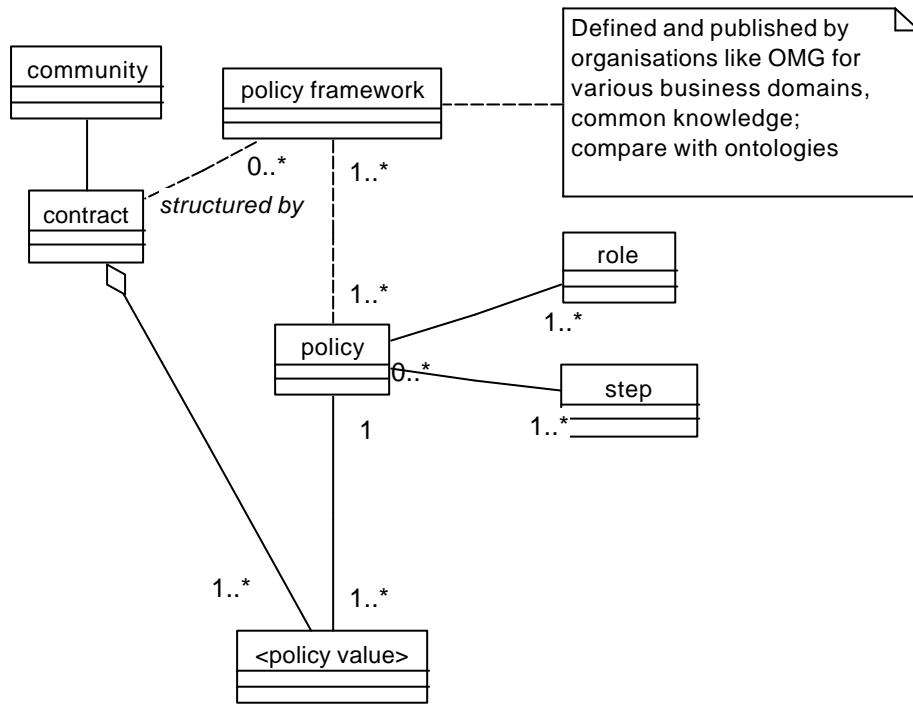 community
policy framework
Defined and published by
organisations like OMG for
various business domains,
common knowledge;
compare with ontologies
0..*
1..*
contract
structured by
role
1..*
1..*
policy
0..*
step
1..*
1
1..*
1..*
<policy value>